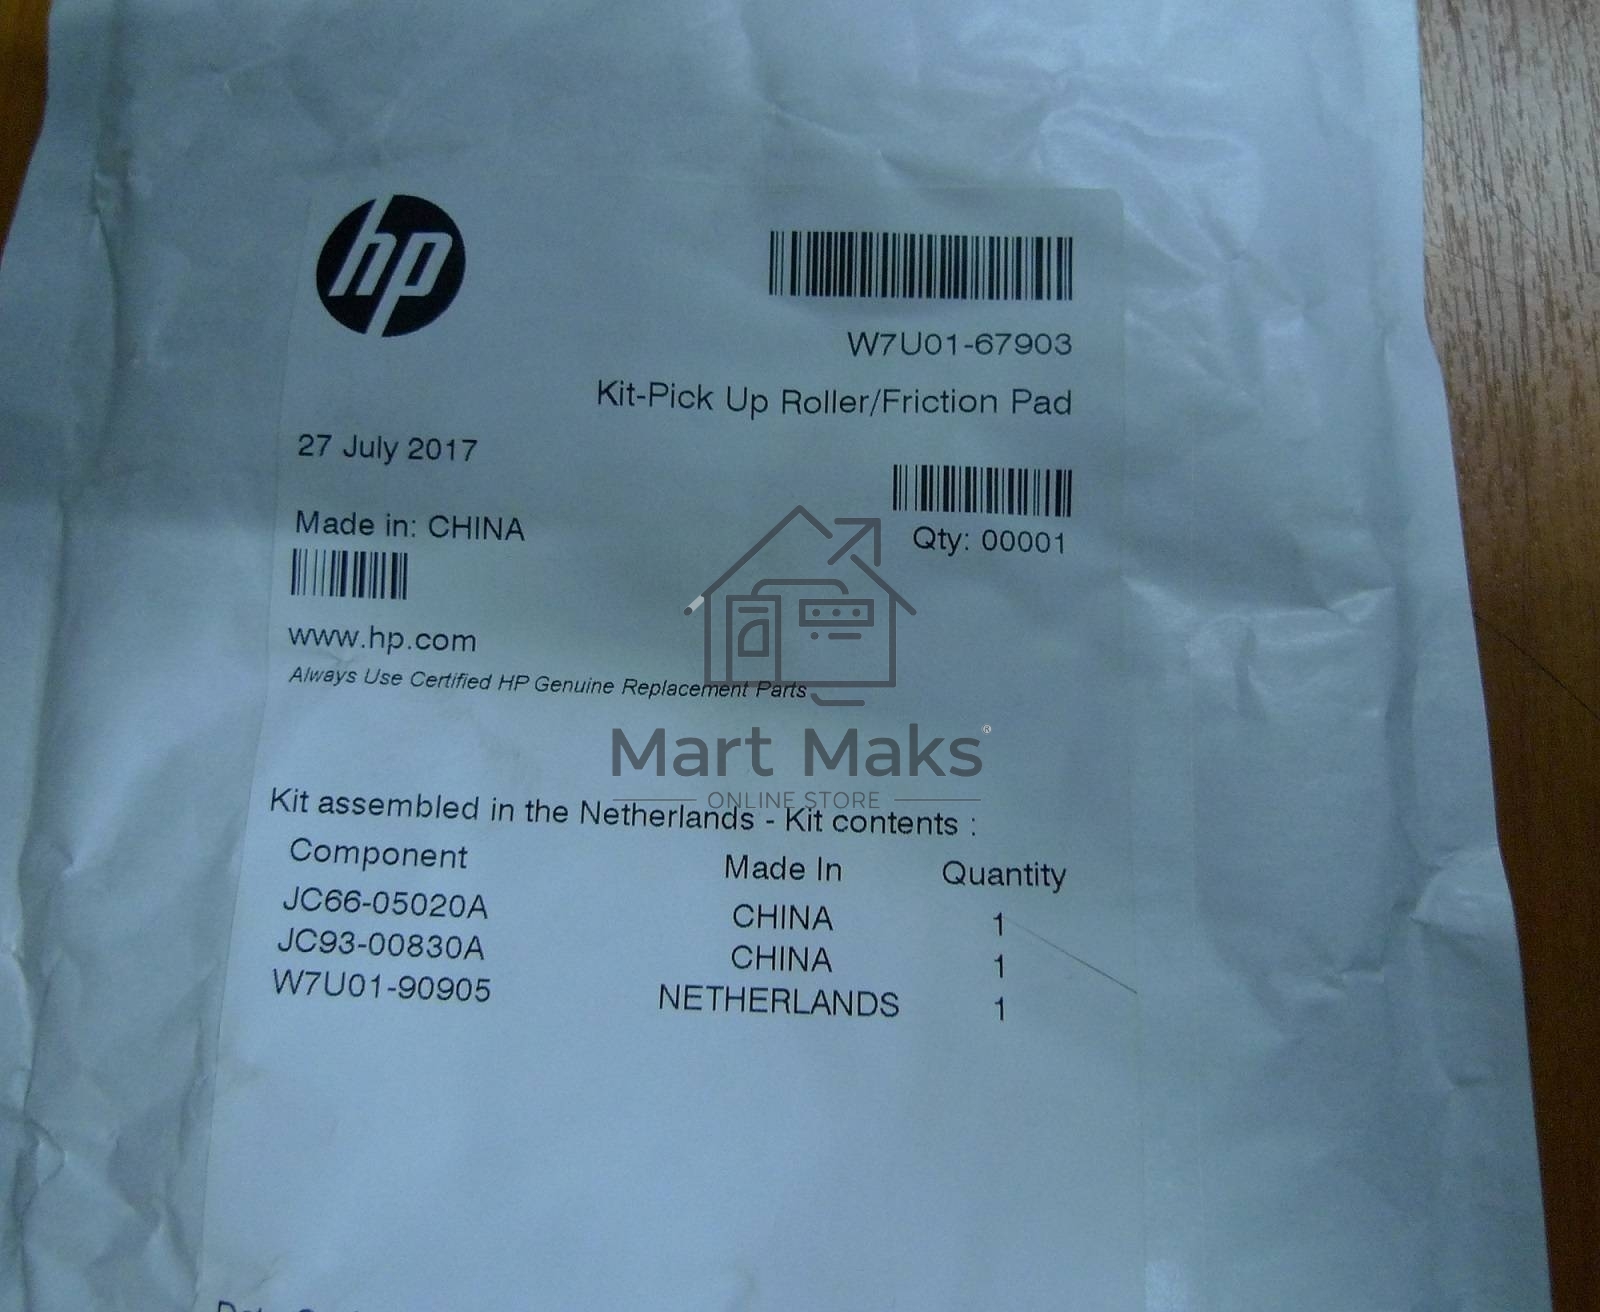 hp
W7U01-67903
Kit-Pick Up Roller/Friction Pad
27 July 2017
Made in: CHINA
Qty: 00001
www.hp.com
Always Use Certified HP Genuine Replacement Parts
Mart Maks®
ONLINE STORE
Kit assembled in the Netherlands - Kit contents :
Component Made In Quantity
JC66-05020A CHINA 1
JC93-00830A CHINA 1
W7U01-90905 NETHERLANDS 1